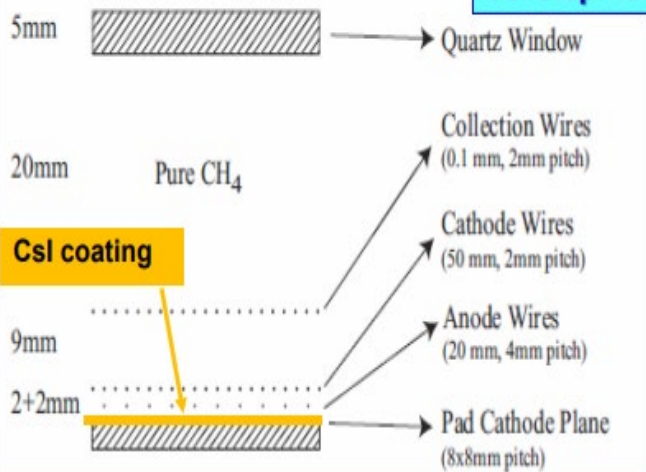 5mm
Quartz Window
Collection Wires
(0.1 mm, 2mm pitch)
20mm
Pure CH4
Cathode Wires
(50 mm, 2mm pitch)
CsI coating
Anode Wires
(20 mm, 4mm pitch)
9mm
2+2mm
Pad Cathode Plane
(8x8mm pitch)